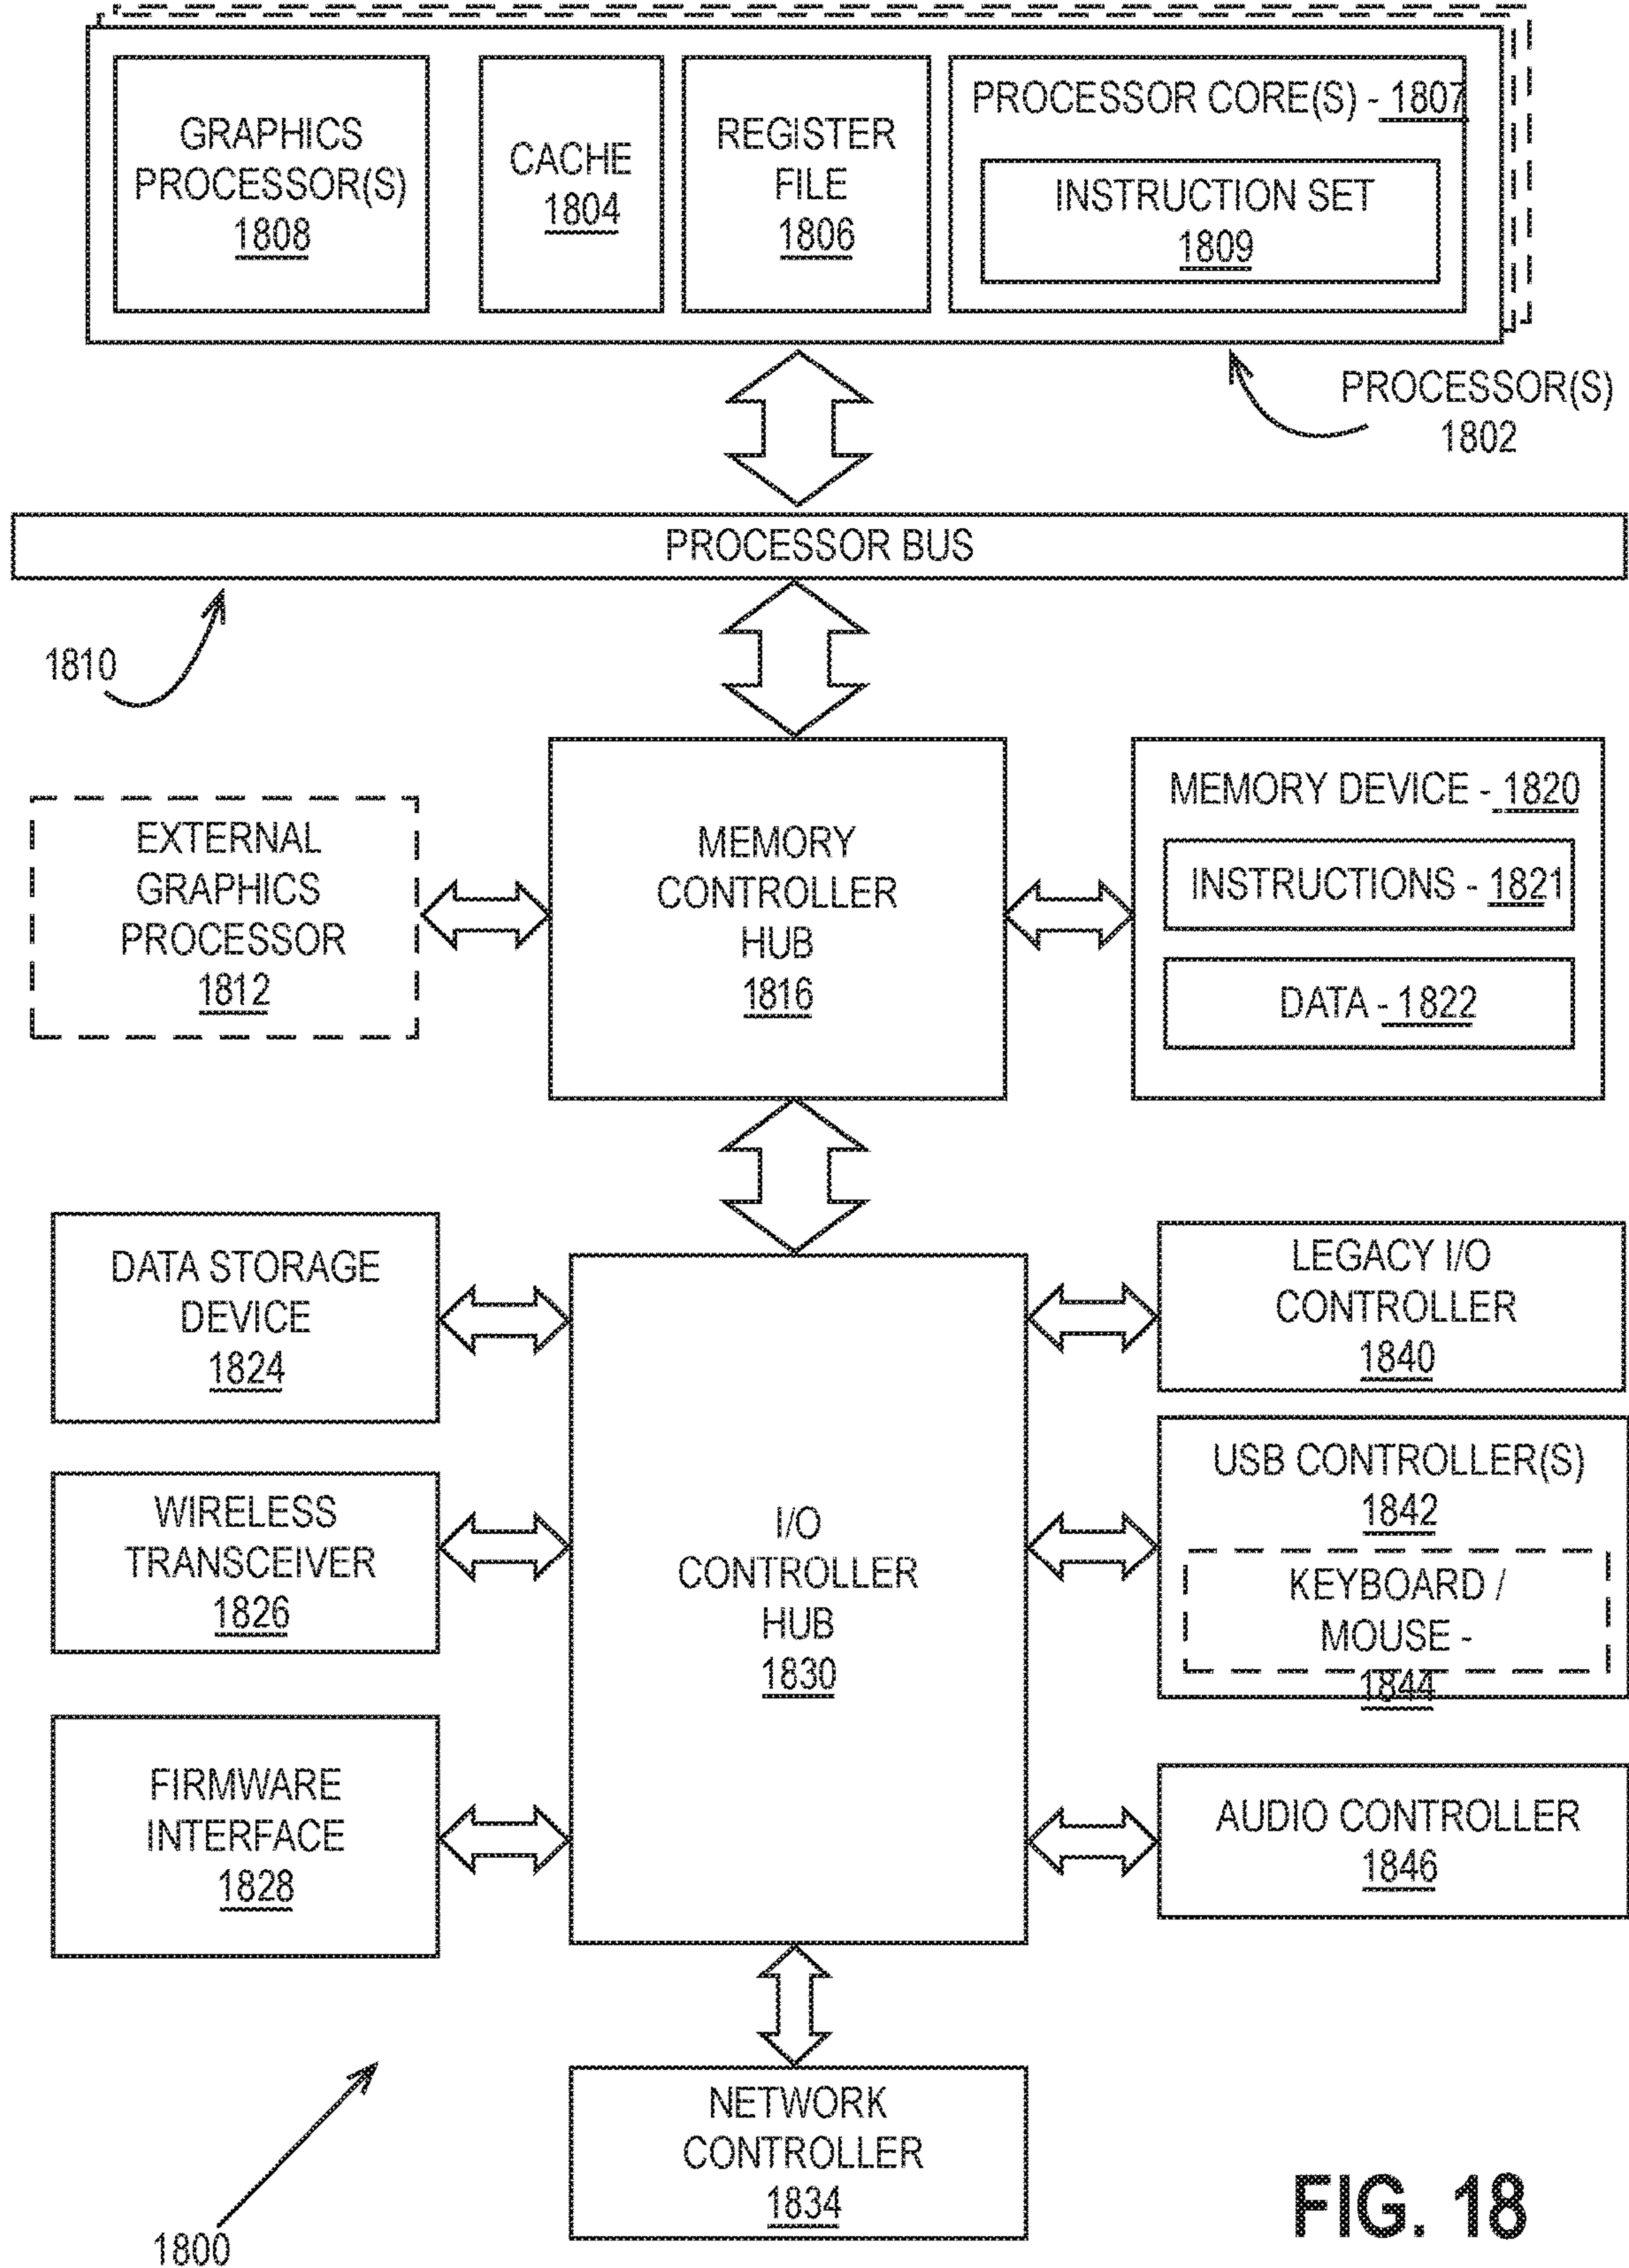 GRAPHICS
PROCESSOR(S)
1808
CACHE
1804
REGISTER
FILE
1806
PROCESSOR CORE(S) - 1807
INSTRUCTION SET
1809
PROCESSOR(S)
1802
PROCESSOR BUS
1810
EXTERNAL
GRAPHICS
PROCESSOR
1812
MEMORY
CONTROLLER
HUB
1816
MEMORY DEVICE - 1820
INSTRUCTIONS - 1821
DATA - 1822
DATA STORAGE
DEVICE
1824
WIRELESS
TRANSCEIVER
1826
FIRMWARE
INTERFACE
1828
I/O
CONTROLLER
HUB
1830
LEGACY I/O
CONTROLLER
1840
USB CONTROLLER(S)
1842
KEYBOARD /
MOUSE -
1844
AUDIO CONTROLLER
1846
NETWORK
CONTROLLER
1834
1800
FIG. 18